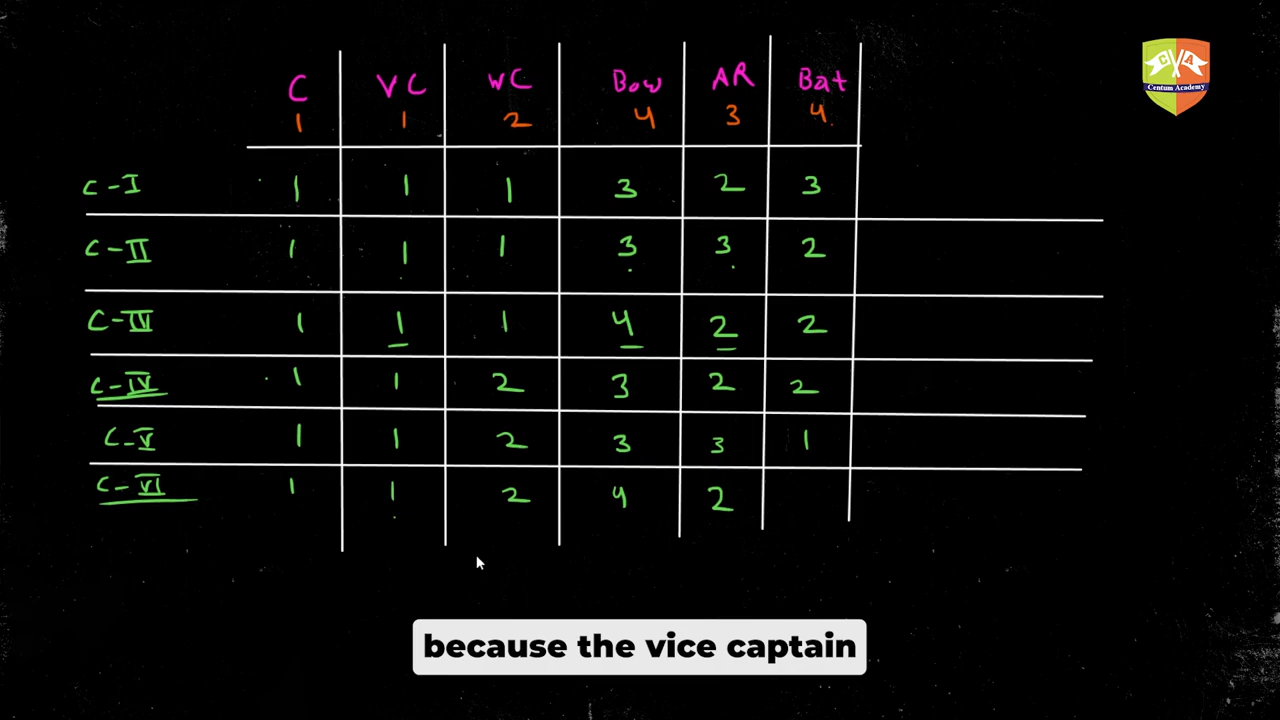 C VC WC Bow AR Bat
1 1 2 4 3 4
Centum Academy
C-I 1 1 1 3 2 3
C-II 1 1 1 3 3 2
C-III 1 1 1 4 2 2
C-IV 1 1 2 3 2 2
C-V 1 1 2 3 3 1
C-VI 1 1 2 4 2
because the vice captain